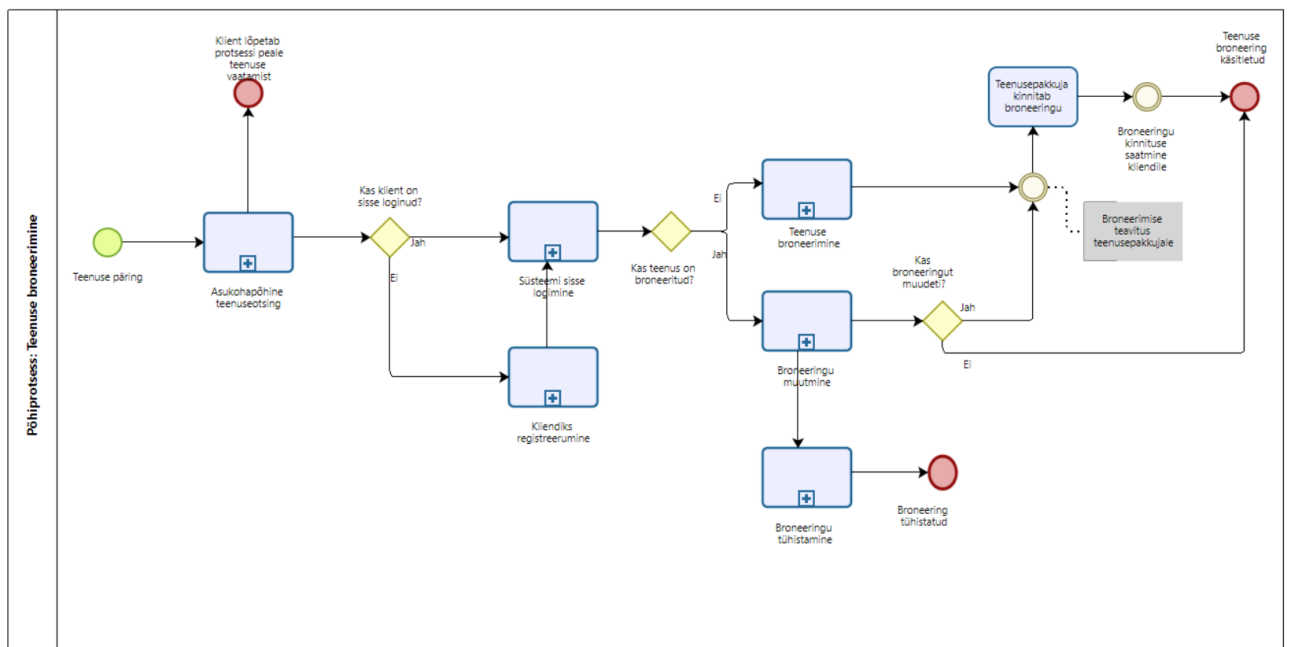 Põhiprotsess: Teenuse broneerimine
Teenuse päring
Klient lõpetab
protsessi peale
teenuse
vaatamist
Asukohapõhine
teenuseotsing
Kas klient on
sisse loginud?
Jah
Ei
Süsteemi sisse
logimine
Kliendiks
registreerumine
Kas teenus on
broneeritud?
Ei
Jah
Teenuse
broneerimine
Broneeringu
muutmine
Broneeringu
tühistamine
Kas
broneeringut
muudeti?
Jah
Ei
Broneering
tühistatud
Teenusepakkuja
kinnitab
broneeringu
Broneerimise
teavitus
teenusepakkujale
Broneeringu
kinnituse
saatmine
kliendile
Teenuse
broneering
käsitletud